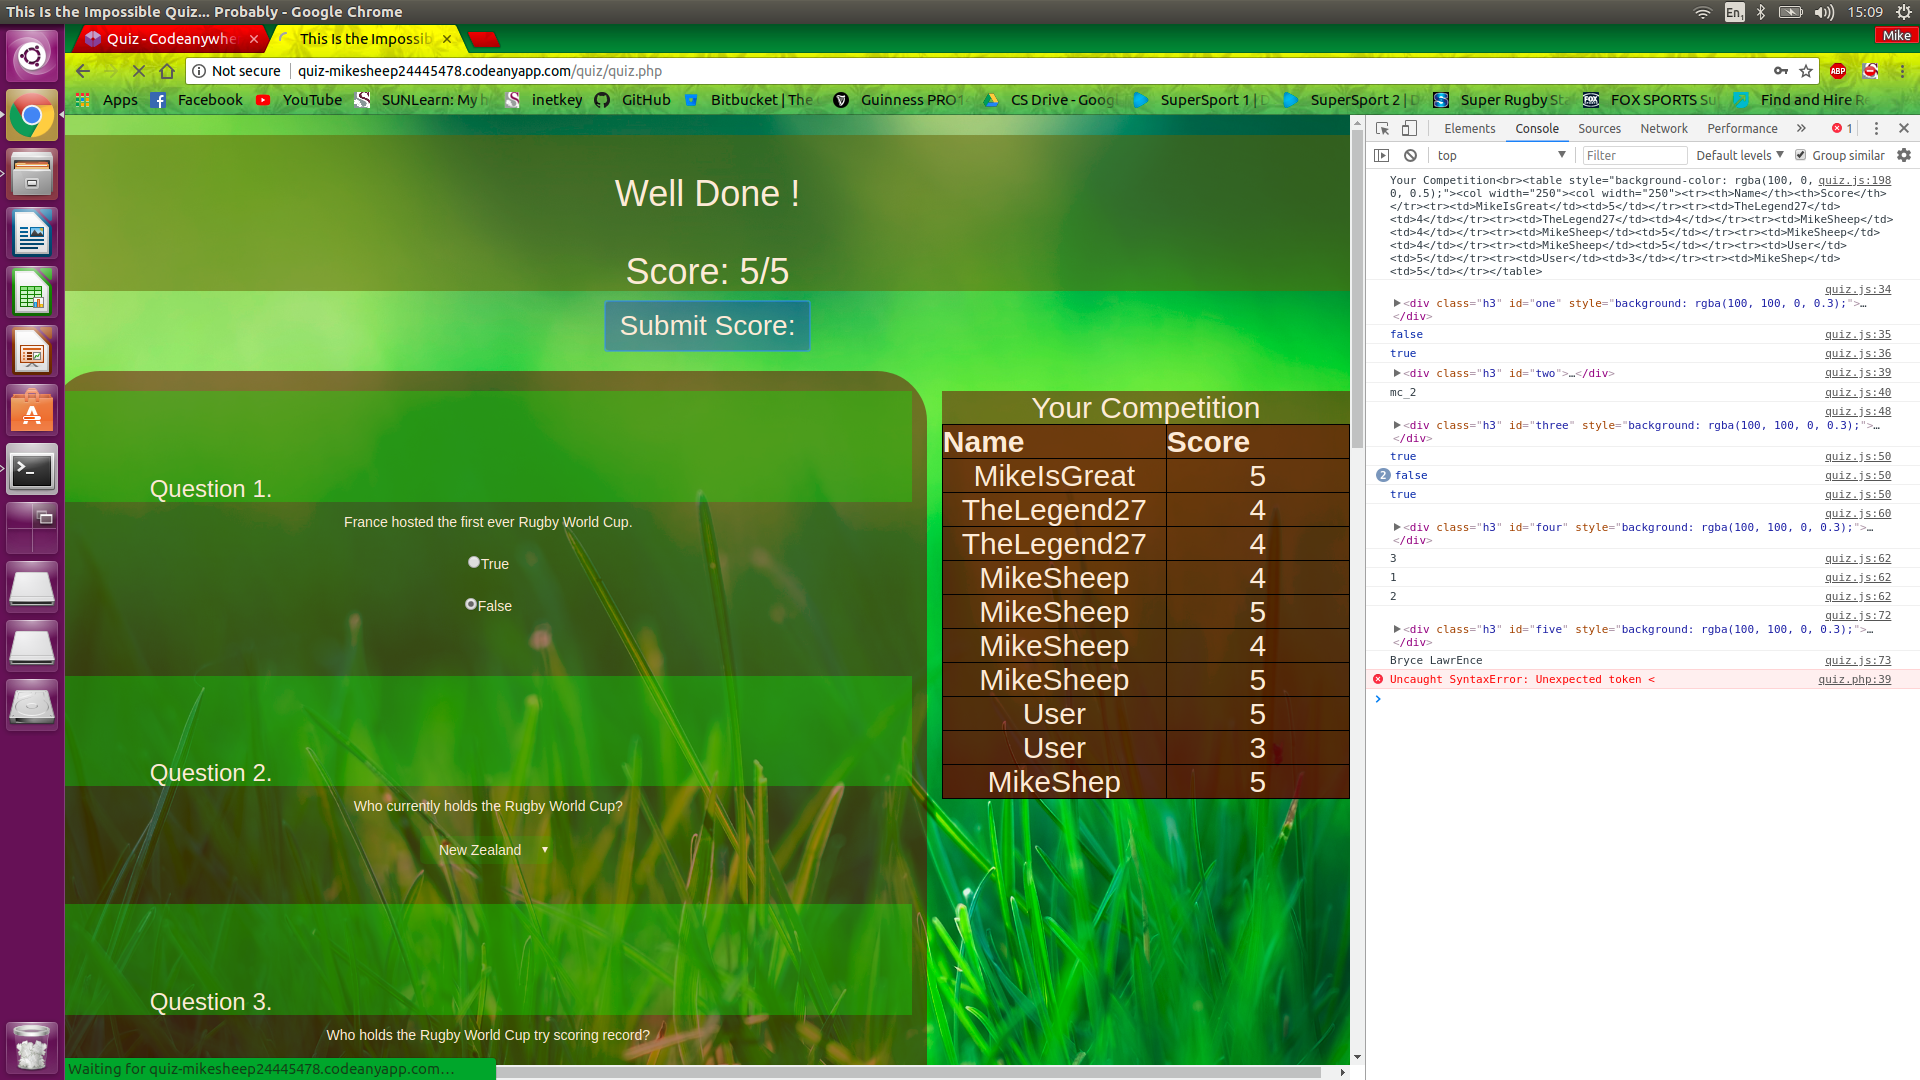 This Is the Impossible Quiz... Probably - Google Chrome
En1
15:09
Quiz - Codeanywhe
This Is the Impossib
Mike
Not secure
quiz-mikesheep24445478.codeanyapp.com/quiz/quiz.php
ABP
Apps
Facebook
YouTube
SUNLearn: My h
inetkey
GitHub
Bitbucket | The
Guinness PRO1
CS Drive - Goog
SuperSport 1 | D
SuperSport 2 | D
Super Rugby Sta
FOX SPORTS Su
Find and Hire Re
Well Done !
Score: 5/5
Submit Score:
Question 1.
France hosted the first ever Rugby World Cup.
True
False
Question 2.
Who currently holds the Rugby World Cup?
New Zealand
Question 3.
Who holds the Rugby World Cup try scoring record?
Your Competition
Name Score
MikeIsGreat 5
TheLegend27 4
TheLegend27 4
MikeSheep 4
MikeSheep 5
MikeSheep 4
MikeSheep 5
User 5
User 3
MikeShep 5
Waiting for quiz-mikesheep24445478.codeanyapp.com...
Elements Console Sources Network Performance » 1
top Filter Default levels Group similar
Your Competition<br><table style="background-color: rgba(100, 0, quiz.js:198
0, 0.5);"><col width="250"><col width="250"><tr><th>Name</th><th>Score</th>
</tr><tr><td>MikeIsGreat</td><td>5</td></tr><tr><td>TheLegend27</td>
<td>4</td></tr><tr><td>TheLegend27</td><td>4</td></tr><tr><td>MikeSheep</td>
<td>4</td></tr><tr><td>MikeSheep</td><td>5</td></tr><tr><td>MikeSheep</td>
<td>4</td></tr><tr><td>MikeSheep</td><td>5</td></tr><tr><td>User</td>
<td>5</td></tr><tr><td>User</td><td>3</td></tr><tr><td>MikeShep</td>
<td>5</td></tr></table>
quiz.js:34
<div class="h3" id="one" style="background: rgba(100, 100, 0, 0.3);">…
</div>
false quiz.js:35
true quiz.js:36
<div class="h3" id="two">…</div> quiz.js:39
mc_2 quiz.js:40
quiz.js:48
<div class="h3" id="three" style="background: rgba(100, 100, 0, 0.3);">…
</div>
true quiz.js:50
2 false quiz.js:50
true quiz.js:50
quiz.js:60
<div class="h3" id="four" style="background: rgba(100, 100, 0, 0.3);">…
</div>
3 quiz.js:62
1 quiz.js:62
2 quiz.js:62
quiz.js:72
<div class="h3" id="five" style="background: rgba(100, 100, 0, 0.3);">…
</div>
Bryce LawrEnce quiz.js:73
Uncaught SyntaxError: Unexpected token < quiz.php:39